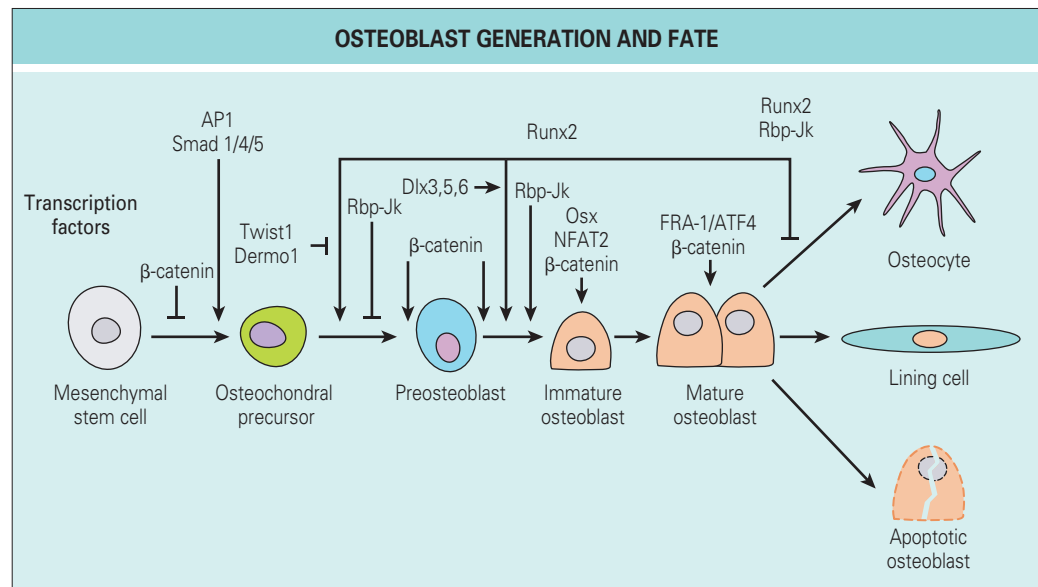 OSTEOBLAST GENERATION AND FATE
AP1
Smad 1/4/5
Runx2
Runx2
Rbp-Jk
Transcription
factors
Twist1
Dermo1
Rbp-Jk
Dlx3,5,6
Rbp-Jk
β-catenin
β-catenin
Osx
NFAT2
β-catenin
FRA-1/ATF4
β-catenin
Osteocyte
Mesenchymal
stem cell
Osteochondral
precursor
Preosteoblast
Immature
osteoblast
Mature
osteoblast
Lining cell
Apoptotic
osteoblast